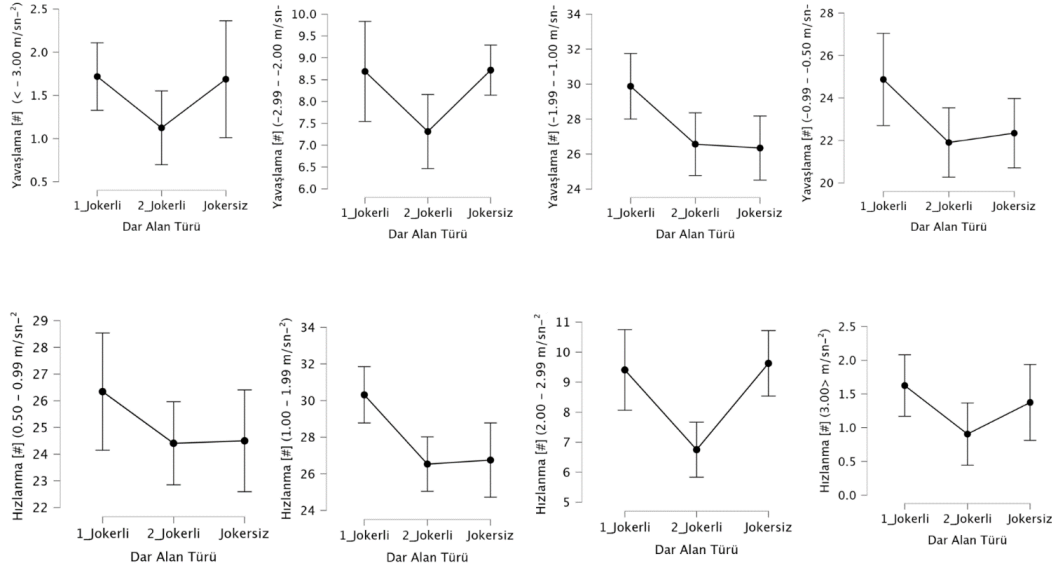 Yavaşlama [#] (< − 3.00 m/sn−²)
2.5
2.0
1.5
1.0
0.5
1_Jokerli 2_Jokerli Jokersiz
Dar Alan Türü
Yavaşlama [#] (−2.99 − −2.00 m/sn−
10.0
9.5
9.0
8.5
8.0
7.5
7.0
6.5
6.0
1_Jokerli 2_Jokerli Jokersiz
Dar Alan Türü
Yavaşlama [#] (−1.99 − −1.00 m/sn−
34
32
30
28
26
24
1_Jokerli 2_Jokerli Jokersiz
Dar Alan Türü
Yavaşlama [#] (−0.99 − −0.50 m/sn−
28
26
24
22
20
1_Jokerli 2_Jokerli Jokersiz
Dar Alan Türü
Hızlanma [#] (0.50 − 0.99 m/sn−²
29
28
27
26
25
24
23
22
1_Jokerli 2_Jokerli Jokersiz
Dar Alan Türü
Hızlanma [#] (1.00 − 1.99 m/sn−²)
34
32
30
28
26
24
1_Jokerli 2_Jokerli Jokersiz
Dar Alan Türü
Hızlanma [#] (2.00 − 2.99 m/sn−²
11
10
9
8
7
6
5
1_Jokerli 2_Jokerli Jokersiz
Dar Alan Türü
Hızlanma [#] (3.00> m/sn−²)
2.5
2.0
1.5
1.0
0.5
0.0
1_Jokerli 2_Jokerli Jokersiz
Dar Alan Türü